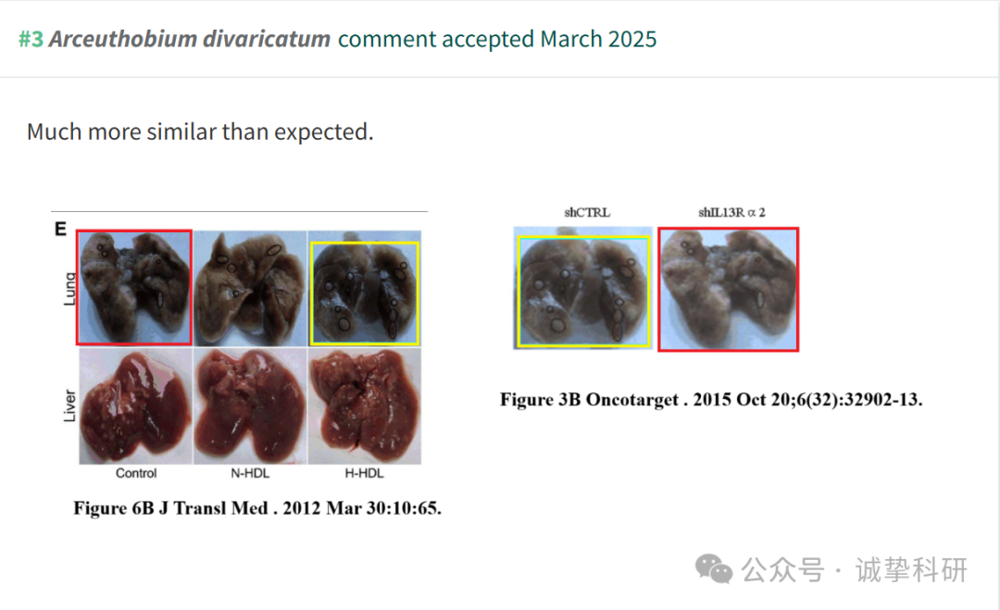 #3 Arceuthobium divaricatum comment accepted March 2025
Much more similar than expected.
E
Lung
Liver
Control N-HDL H-HDL
Figure 6B J Transl Med . 2012 Mar 30:10:65.
shCTRL shIL13R α 2
Figure 3B Oncotarget . 2015 Oct 20;6(32):32902-13.
公众号 · 诚挚科研